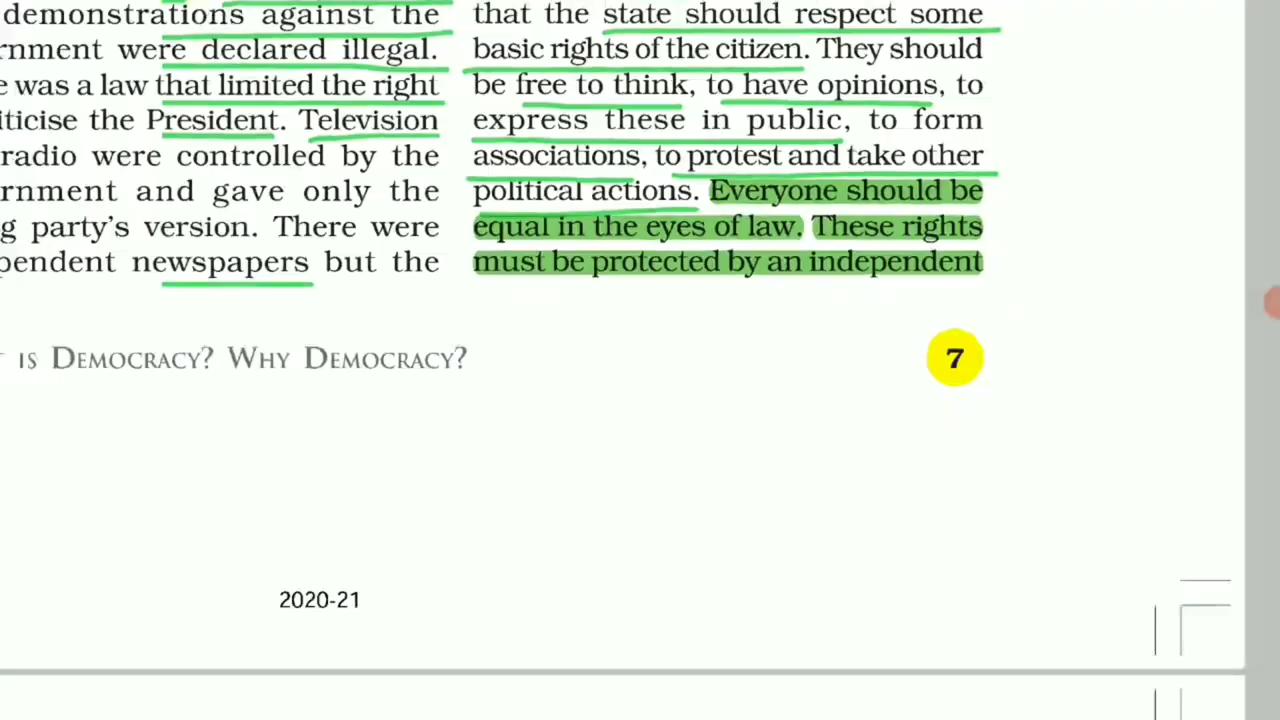 demonstrations against the
rnment were declared illegal.
e was a law that limited the right
iticise the President. Television
radio were controlled by the
rnment and gave only the
g party's version. There were
pendent newspapers but the
that the state should respect some
basic rights of the citizen. They should
be free to think, to have opinions, to
express these in public, to form
associations, to protest and take other
political actions. Everyone should be
equal in the eyes of law. These rights
must be protected by an independent
IS DEMOCRACY? WHY DEMOCRACY?
7
2020-21